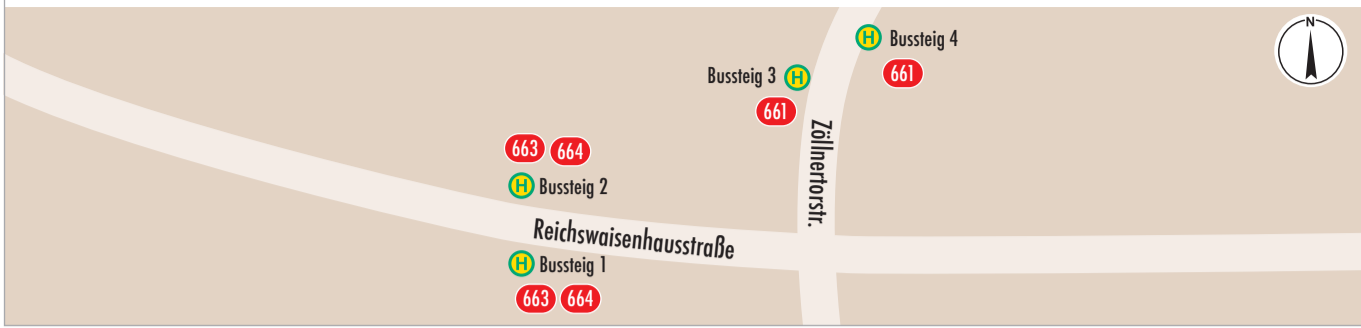 N
H Bussteig 4
661
Bussteig 3 H
661
Zöllnertorstr.
663 664
H Bussteig 2
Reichswaisenhausstraße
H Bussteig 1
663 664